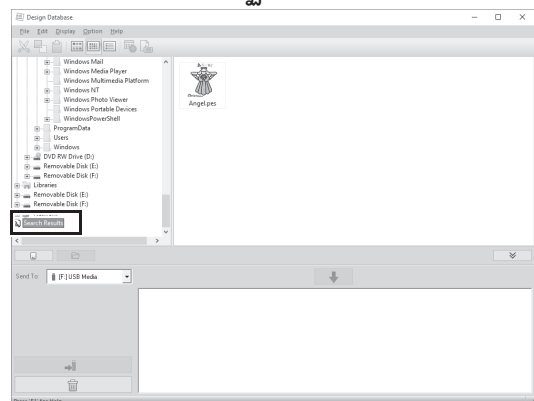 Design Database
File Edit Display Option Help
Windows Mail
Windows Media Player
Windows Multimedia Platform
Windows NT
Windows Photo Viewer
Windows Portable Devices
WindowsPowerShell
ProgramData
Users
Windows
DVD RW Drive (D:)
Removable Disk (E:)
Removable Disk (F:)
Libraries
Removable Disk (E:)
Removable Disk (F:)
Search Results
Angel.pes
Send To: [F:] USB Media